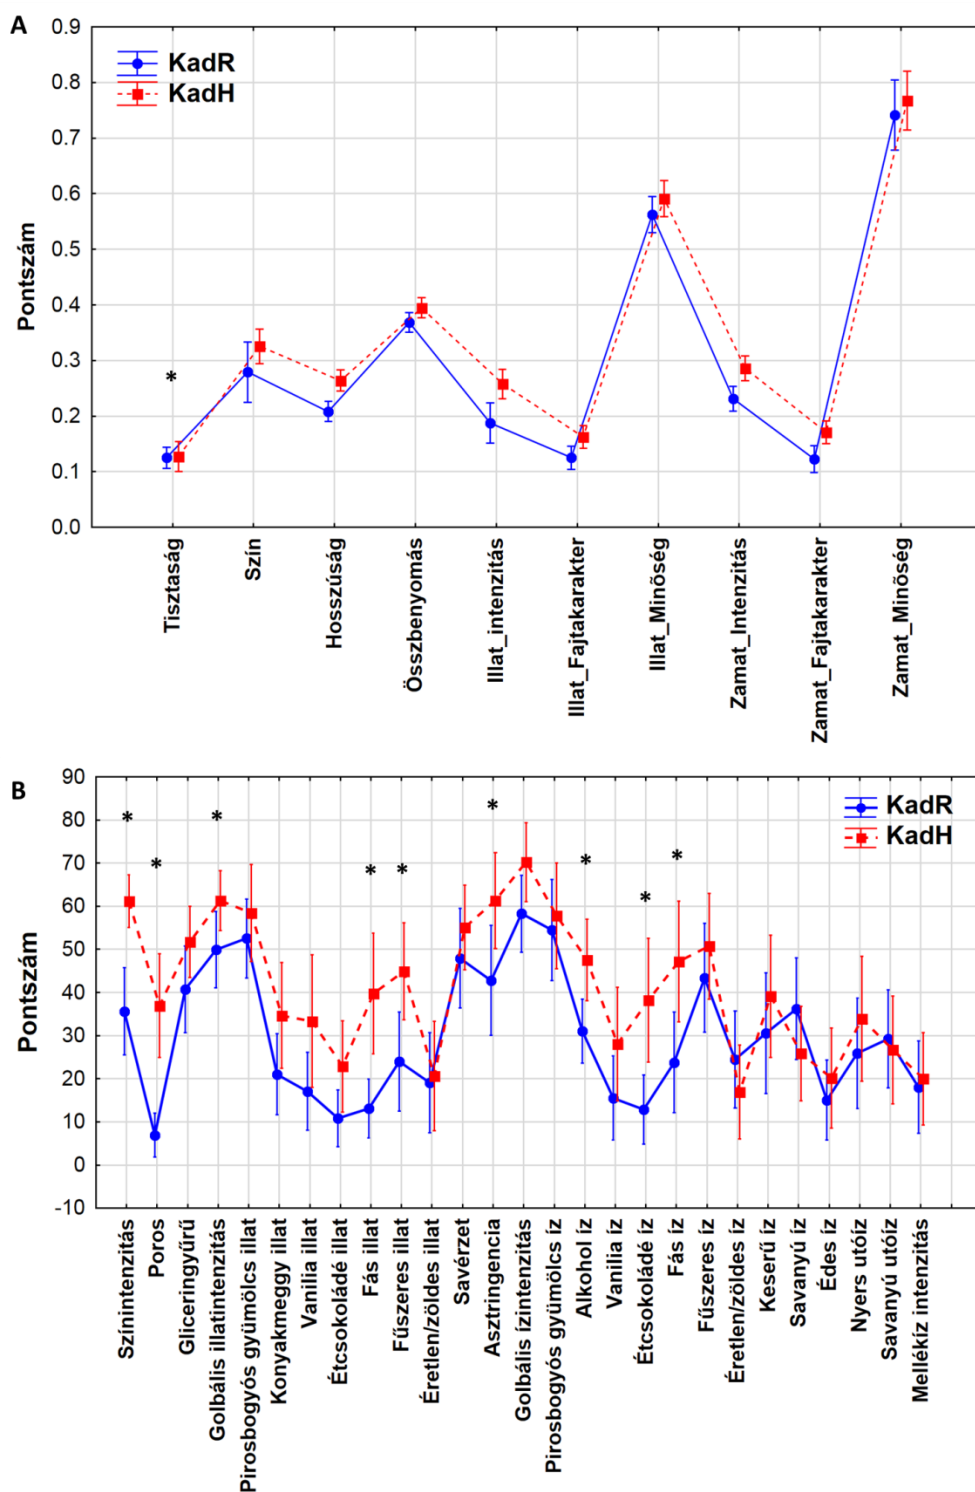 A
0.9
0.8
0.7
0.6
0.5
0.4
0.3
0.2
0.1
0.0
Pontszám
KadR
KadH
*
Tisztaság
Szín
Hosszúság
Összbenyomás
Illat_intenzitás
Illat_Fajtakarakter
Illat_Minőség
Zamat_Intenzitás
Zamat_Fajtakarakter
Zamat_Minőség
B
90
80
70
60
50
40
30
20
10
0
-10
Pontszám
KadR
KadH
* * * * * * * * *
Színintenzitás
Poros
Gliceringyűrű
Golbális illatintenzitás
Pirosbogyós gyümölcs illat
Konyakmeggy illat
Vanilia illat
Étcsokoládé illat
Fás illat
Fűszeres illat
Éretlen/zöldes illat
Savérzet
Asztringencia
Golbális ízintenzitás
Pirosbogyós gyümölcs íz
Alkohol íz
Vanilia íz
Étcsokoládé íz
Fás íz
Fűszeres íz
Éretlen/zöldes íz
Keserű íz
Savanyú íz
Édes íz
Nyers utóíz
Savanyú utóíz
Mellékíz intenzitás